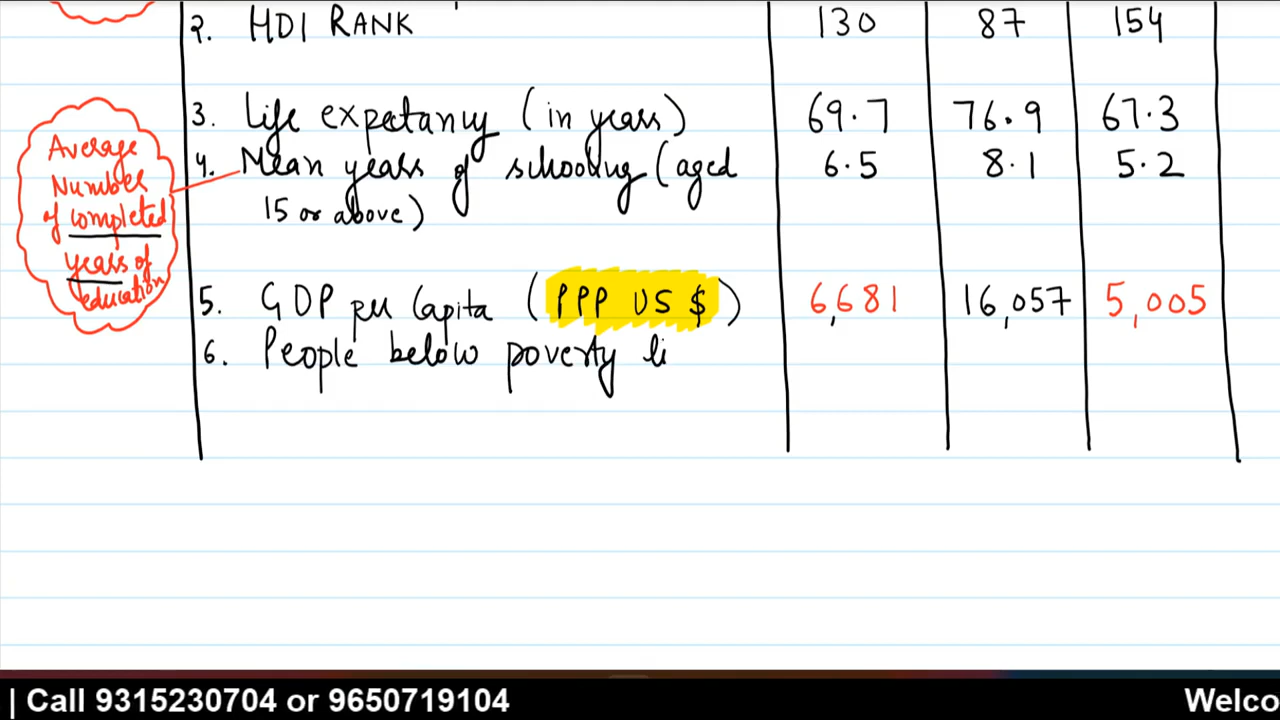 2. HDI RANK 130 87 154
3. Life expetancy (in years) 69.7 76.9 67.3
4. Mean years of schooling (aged 6.5 8.1 5.2
15 or above)
5. GDP per Capita (PPP US $) 6,681 16,057 5,005
6. People below poverty li
Average
Number
of completed
years of
education
| Call 9315230704 or 9650719104 Welco